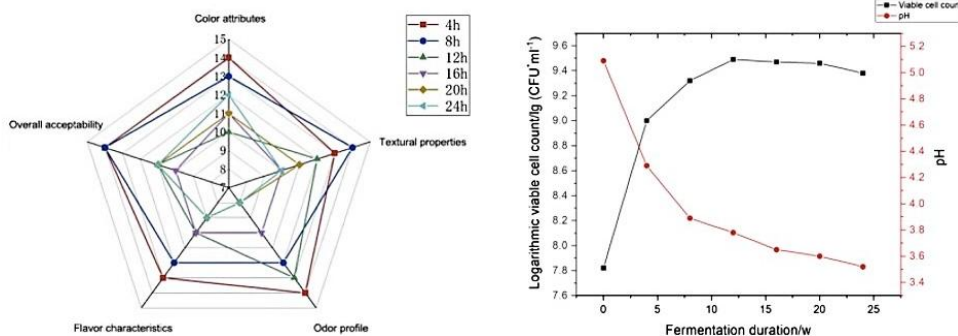 Color attributes
15
14
13
12
11
10
9
8
7
4h
8h
12h
16h
20h
24h
Overall acceptability
Textural properties
Flavor characteristics
Odor profile
Viable cell count
pH
9.6
9.4
9.2
9.0
8.8
8.6
8.4
8.2
8.0
7.8
7.6
Logarithmic viable cell count/lg (CFU*ml⁻¹)
5.2
5.0
4.8
4.6
4.4
4.2
4.0
3.8
3.6
3.4
pH
0
5
10
15
20
25
Fermentation duration/w